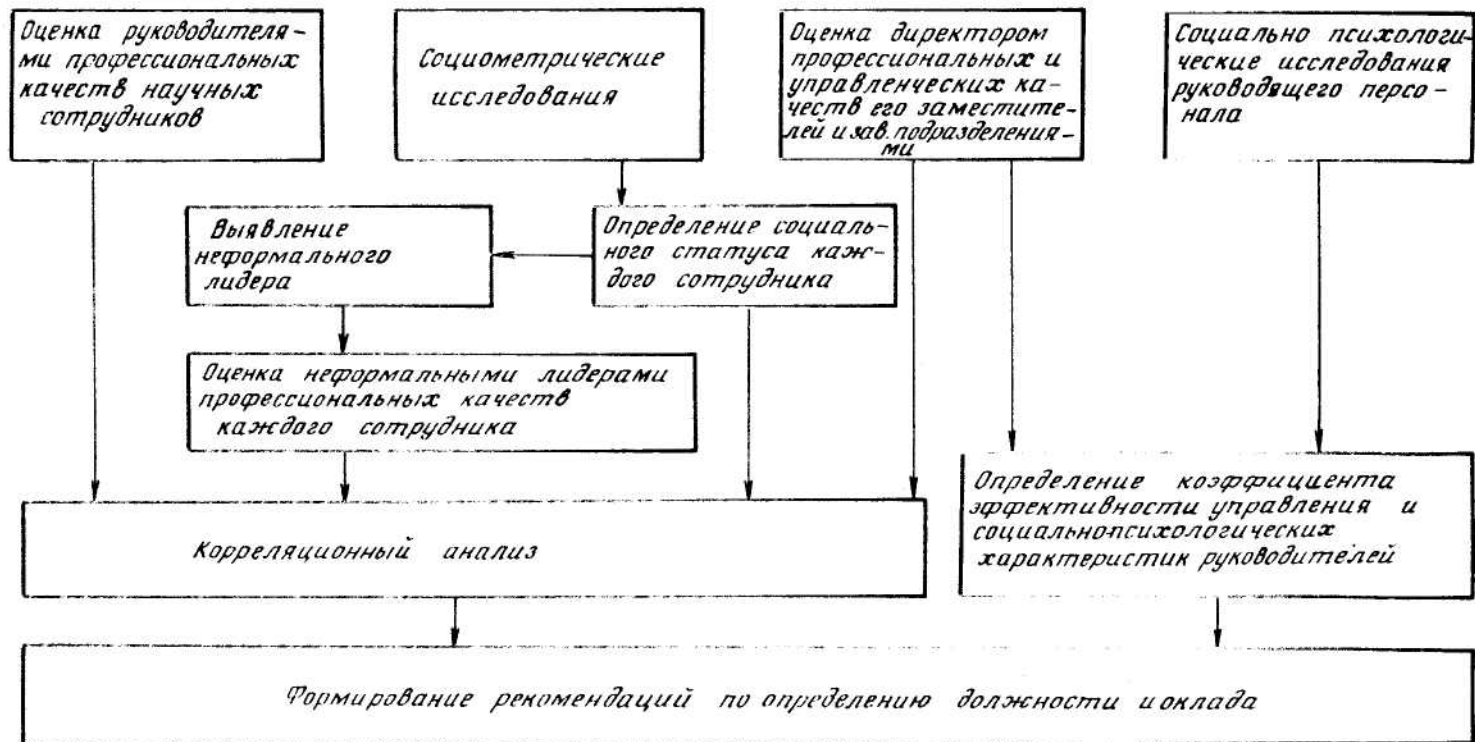 Оценка руководителя-
ми профессиональных
качеств научных
сотрудников
Социометрические
исследования
Оценка директором
профессиональных и
управленческих ка-
честв его заместите-
лей и зав. подразделения-
ми
Социально психологи-
ческие исследования
руководящего персо-
нала
Выявление
неформального
лидера
Определение социаль-
ного статуса каж-
дого сотрудника
Оценка неформальными лидерами
профессиональных качеств
каждого сотрудника
Корреляционный анализ
Определение коэффициента
эффективности управления и
социальнопсихологических
характеристик руководителей
Формирование рекомендаций по определению должности и оклада